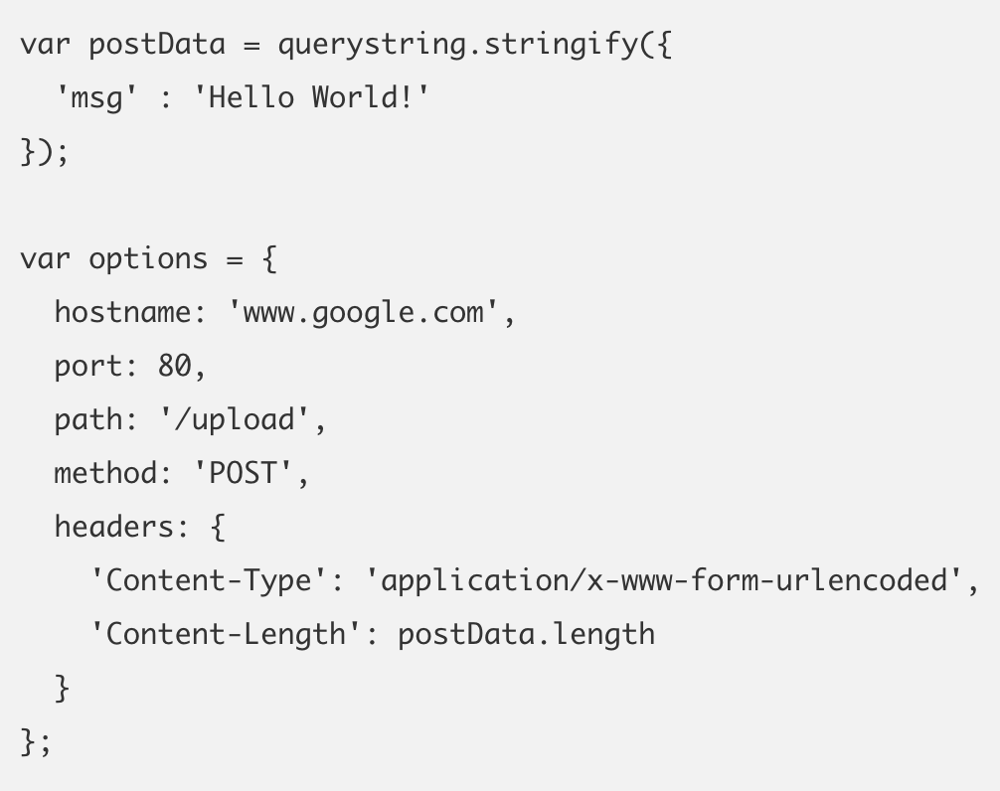 var postData = querystring.stringify({
  'msg' : 'Hello World!'
});

var options = {
  hostname: 'www.google.com',
  port: 80,
  path: '/upload',
  method: 'POST',
  headers: {
    'Content-Type': 'application/x-www-form-urlencoded',
    'Content-Length': postData.length
  }
};